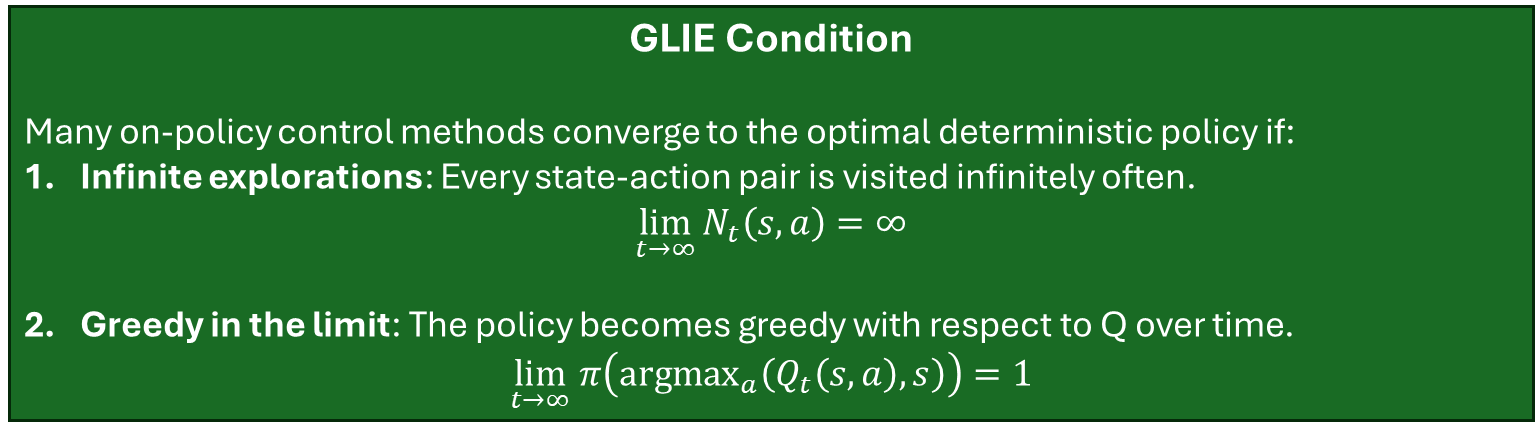 GLIE Condition
Many on-policy control methods converge to the optimal deterministic policy if:
1. Infinite explorations: Every state-action pair is visited infinitely often.
lim_{t→∞} N_t(s, a) = ∞
2. Greedy in the limit: The policy becomes greedy with respect to Q over time.
lim_{t→∞} π(argmax_a(Q_t(s, a), s)) = 1